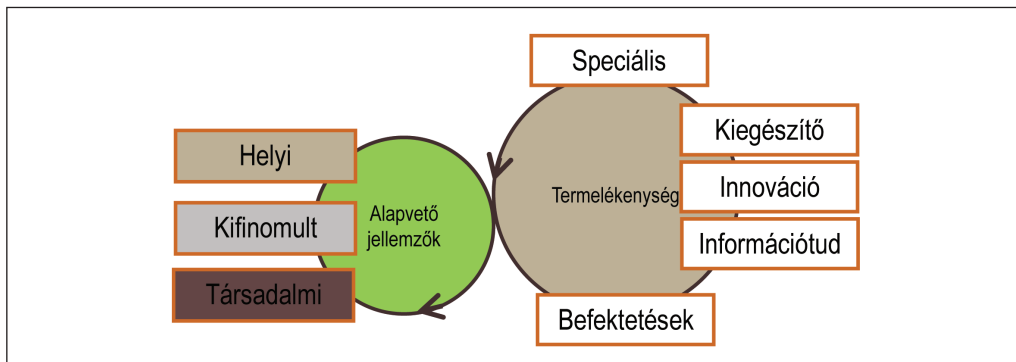 Speciális
Kiegészítő
Helyi
Innováció
Termelékenység
Kifinomult
Alapvető
jellemzők
Információtud
Társadalmi
Befektetések